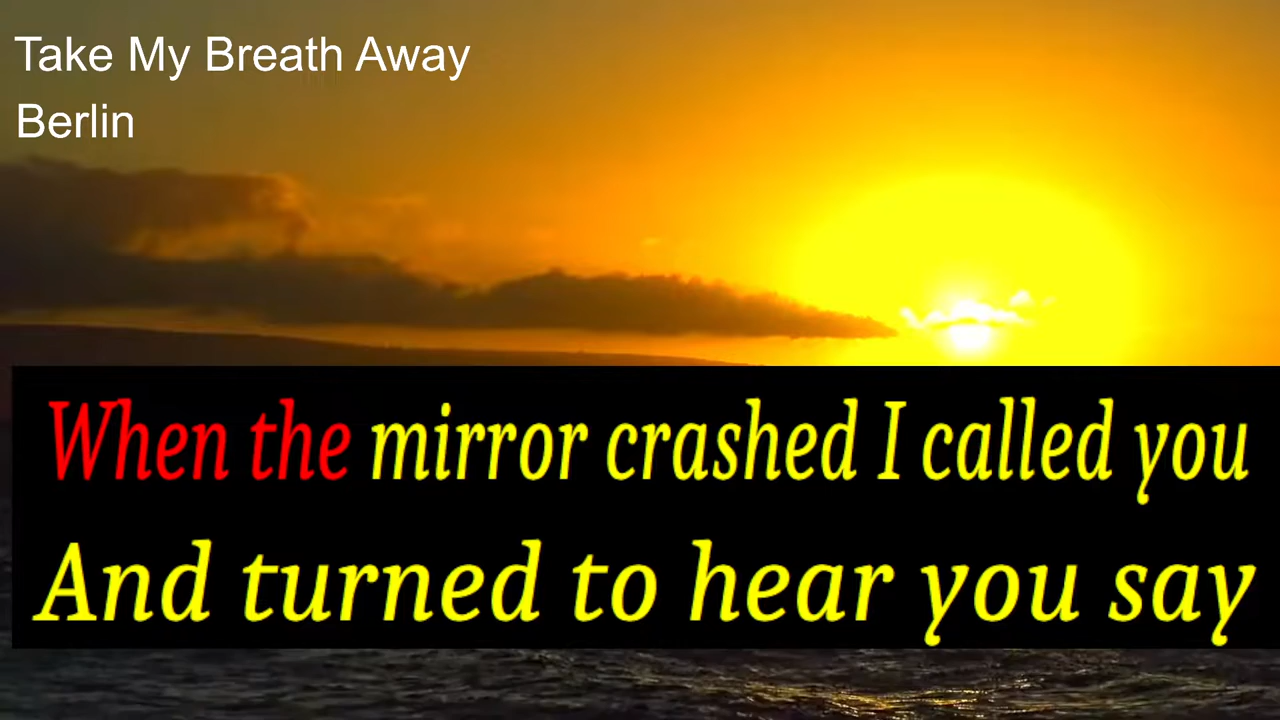 Take My Breath Away
Berlin
When the mirror crashed I called you
And turned to hear you say